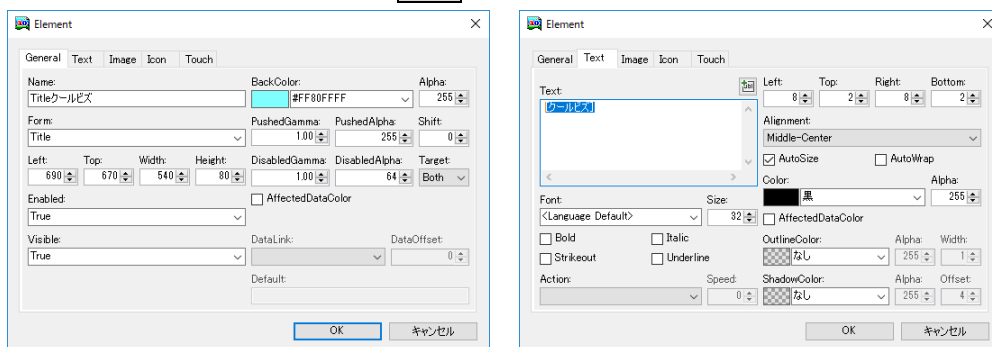 Element
General Text Image Icon Touch
Name: BackColor: Alpha:
Titleクールビズ #FF80FFFF 255
Form: PushedGamma: PushedAlpha: Shift:
Title 1.00 255 0
Left: Top: Width: Height: DisabledGamma: DisabledAlpha: Target:
690 670 540 80 1.00 64 Both
Enabled: AffectedDataColor
True
Visible: DataLink: DataOffset:
True 0
Default:
OK キャンセル
Element
General Text Image Icon Touch
Text: Left: Top: Right: Bottom:
[クールビズ] 8 2 8 2
Alignment:
Middle-Center
AutoSize AutoWrap
Color: Alpha:
黒 255
Font: Size:
<Language Default> 32 AffectedDataColor
Bold Italic OutlineColor: Alpha: Width:
Strikeout Underline なし 255 1
Action: Speed: ShadowColor: Alpha: Offset:
0 なし 255 4
OK キャンセル